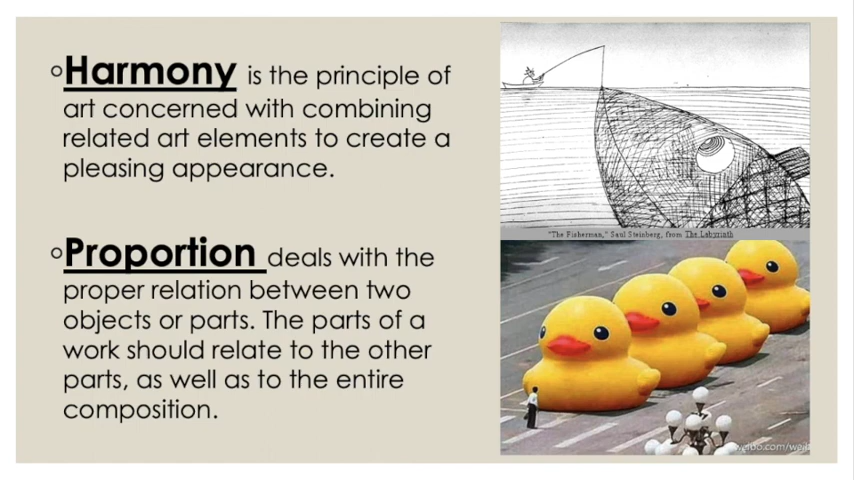 °Harmony is the principle of
art concerned with combining
related art elements to create a
pleasing appearance.
°Proportion deals with the
proper relation between two
objects or parts. The parts of a
work should relate to the other
parts, as well as to the entire
composition.
"The Fisherman," Saul Steinberg, from The Labyrinth